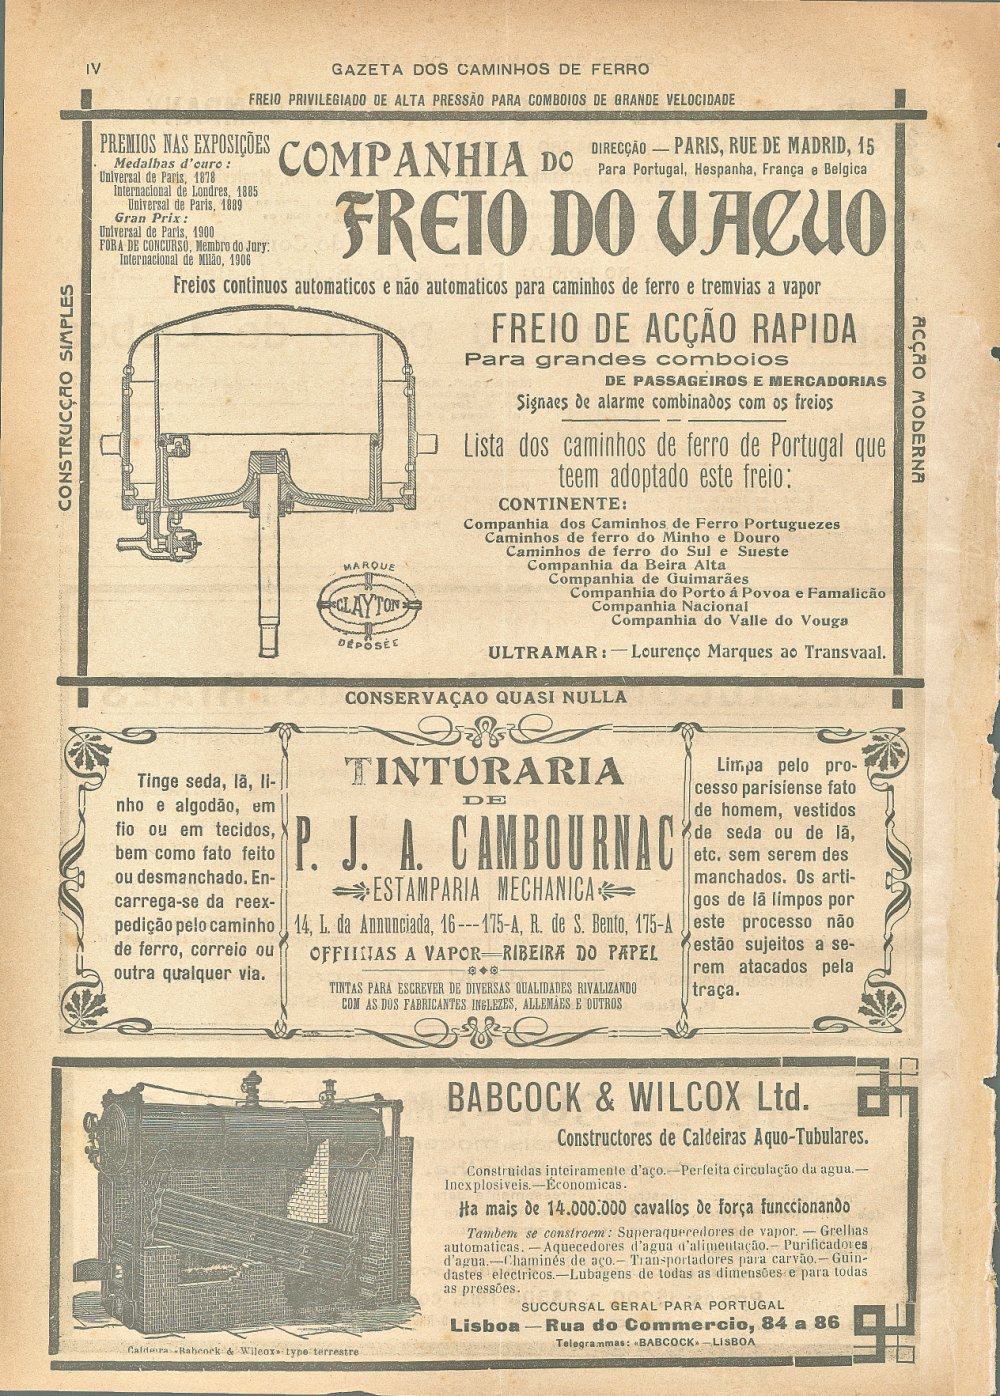 IV
GAZETA DOS CAMINHOS DE FERRO
FREIO PRIVILEGIADO DE ALTA PRESSÃO PARA COMBOIOS DE GRANDE VELOCIDADE
CONSTRUCÇÃO SIMPLES
PREMIOS NAS EXPOSIÇÕES
Medalhas d'ouro:
Universal de Paris, 1878
Internacional de Londres, 1885
Universal de Paris, 1889
Gran Prix:
Universal de Paris, 1900
FORA DE CONCURSO, Membro do Jury:
Internacional de Milão, 1906
COMPANHIA DO
FREIO DO VACUO
DIRECÇÃO — PARIS, RUE DE MADRID, 15
Para Portugal, Hespanha, França e Belgica
Freios continuos automaticos e não automaticos para caminhos de ferro e tremvias a vapor
FREIO DE ACÇÃO RAPIDA
Para grandes comboios
DE PASSAGEIROS E MERCADORIAS
Signaes de alarme combinados com os freios
Lista dos caminhos de ferro de Portugal que
teem adoptado este freio:
CONTINENTE:
Companhia dos Caminhos de Ferro Portuguezes
Caminhos de ferro do Minho e Douro
Caminhos de ferro do Sul e Sueste
Companhia da Beira Alta
Companhia de Guimarães
Companhia do Porto á Povoa e Famalicão
Companhia Nacional
Companhia do Valle do Vouga
ULTRAMAR: — Lourenço Marques ao Transvaal.
MARQUE
CLAYTON
DÉPOSÉE
ACÇÃO MODERNA
CONSERVAÇÃO QUASI NULLA
Tinge seda, lã, li-
nho e algodão, em
fio ou em tecidos,
bem como fato feito
ou desmanchado. En-
carrega-se da reex-
pedição pelo caminho
de ferro, correio ou
outra qualquer via.
TINTURARIA
DE
P. J. A. CAMBOURNAC
ESTAMPARIA MECHANICA
14, L. da Annunciada, 16 --- 175-A, R. de S. Bento, 175-A
OFFICINAS A VAPOR—RIBEIRA DO PAPEL
TINTAS PARA ESCREVER DE DIVERSAS QUALIDADES RIVALIZANDO
COM AS DOS FABRICANTES INGLEZES, ALLEMÃES E OUTROS
Limpa pelo pro-
cesso parisiense fato
de homem, vestidos
de seda ou de lã,
etc. sem serem des
manchados. Os arti-
gos de lã limpos por
este processo não
estão sujeitos a se-
rem atacados pela
traça.
BABCOCK & WILCOX Ltd.
Constructores de Caldeiras Aquo-Tubulares.
Construidas inteiramente d'aço.—Perfeita circulação da agua.—
Inexplosiveis.—Economicas.
Ha mais de 14.000.000 cavallos de força funccionando
Tambem se constroem: Superaquecedores de vapor. — Grelhas
automaticas. — Aquecedores d'agua d'alimentação. — Purificadores
d'agua.—Chaminés de aço.— Transportadores para carvão.— Guin-
dastes electricos.—Lubagens de todas as dimensões e para todas
as pressões.
SUCCURSAL GERAL PARA PORTUGAL
Lisboa — Rua do Commercio, 84 a 86
Telegrammas: «BABCOCK» — LISBOA
Caldeira «Babcock & Wilcox» typo terrestre